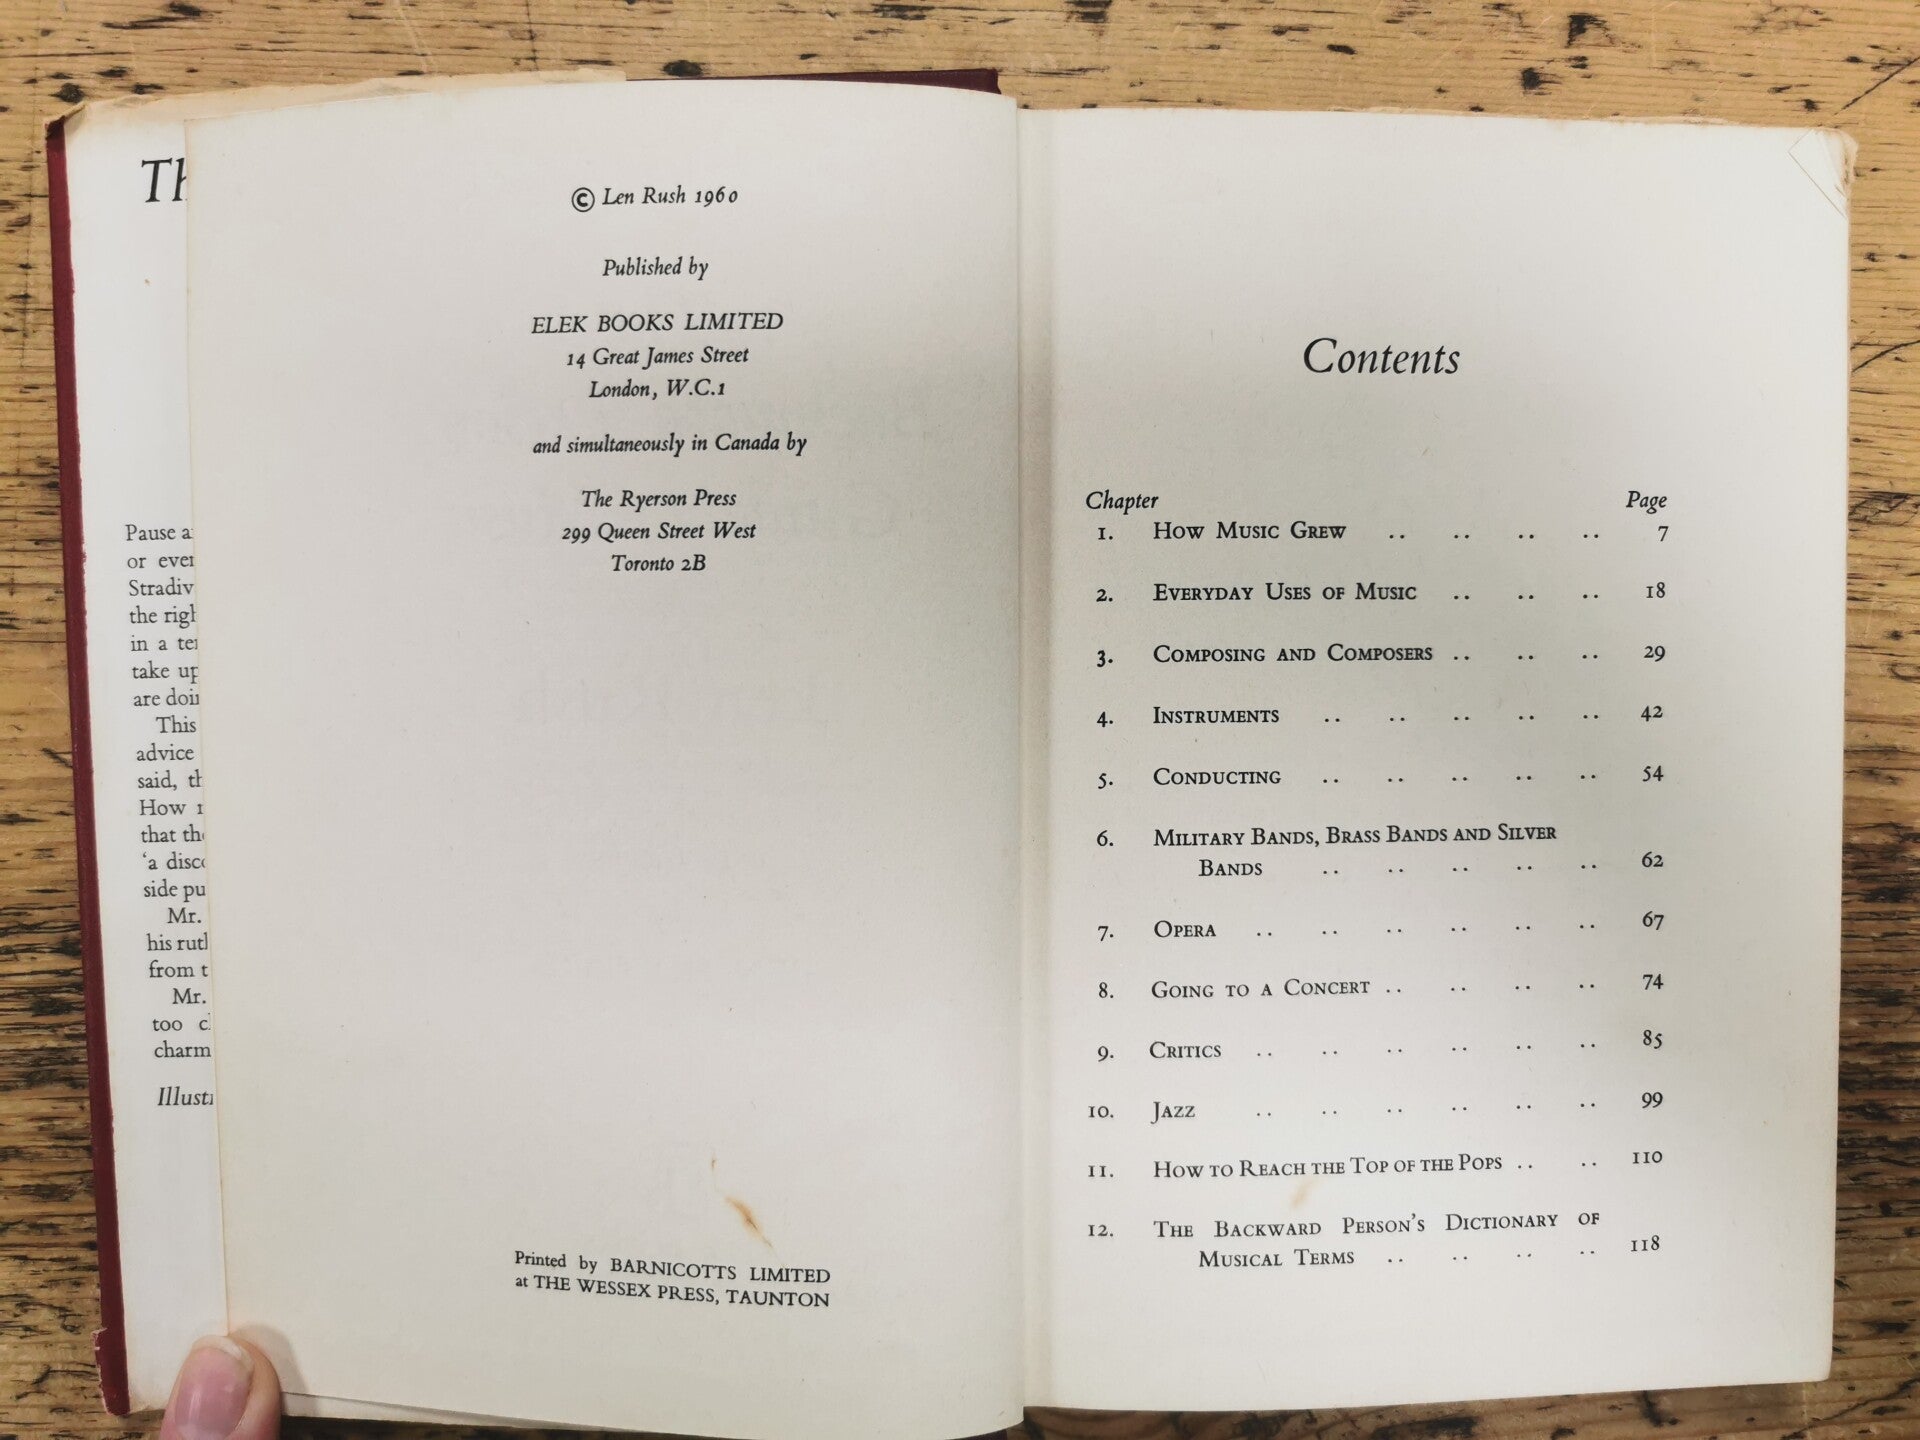 Th
Pause a
or ever
Stradiv
the righ
in a te
take up
are doi
This
advice
said, th
How
that the
'a disco
side pu
Mr.
his ruth
from t
Mr.
too c
charm
Illustr
© Len Rush 1960
Published by
ELEK BOOKS LIMITED
14 Great James Street
London, W.C.1
and simultaneously in Canada by
The Ryerson Press
299 Queen Street West
Toronto 2B
Printed by BARNICOTTS LIMITED
at THE WESSEX PRESS, TAUNTON
Contents
Chapter Page
1. How Music Grew .. .. .. .. 7
2. Everyday Uses of Music .. .. .. 18
3. Composing and Composers .. .. .. 29
4. Instruments .. .. .. .. .. 42
5. Conducting .. .. .. .. .. 54
6. Military Bands, Brass Bands and Silver
Bands .. .. .. .. .. 62
7. Opera .. .. .. .. .. .. 67
8. Going to a Concert .. .. .. .. 74
9. Critics .. .. .. .. .. .. 85
10. Jazz .. .. .. .. .. .. 99
11. How to Reach the Top of the Pops .. .. 110
12. The Backward Person's Dictionary of
Musical Terms .. .. .. .. 118